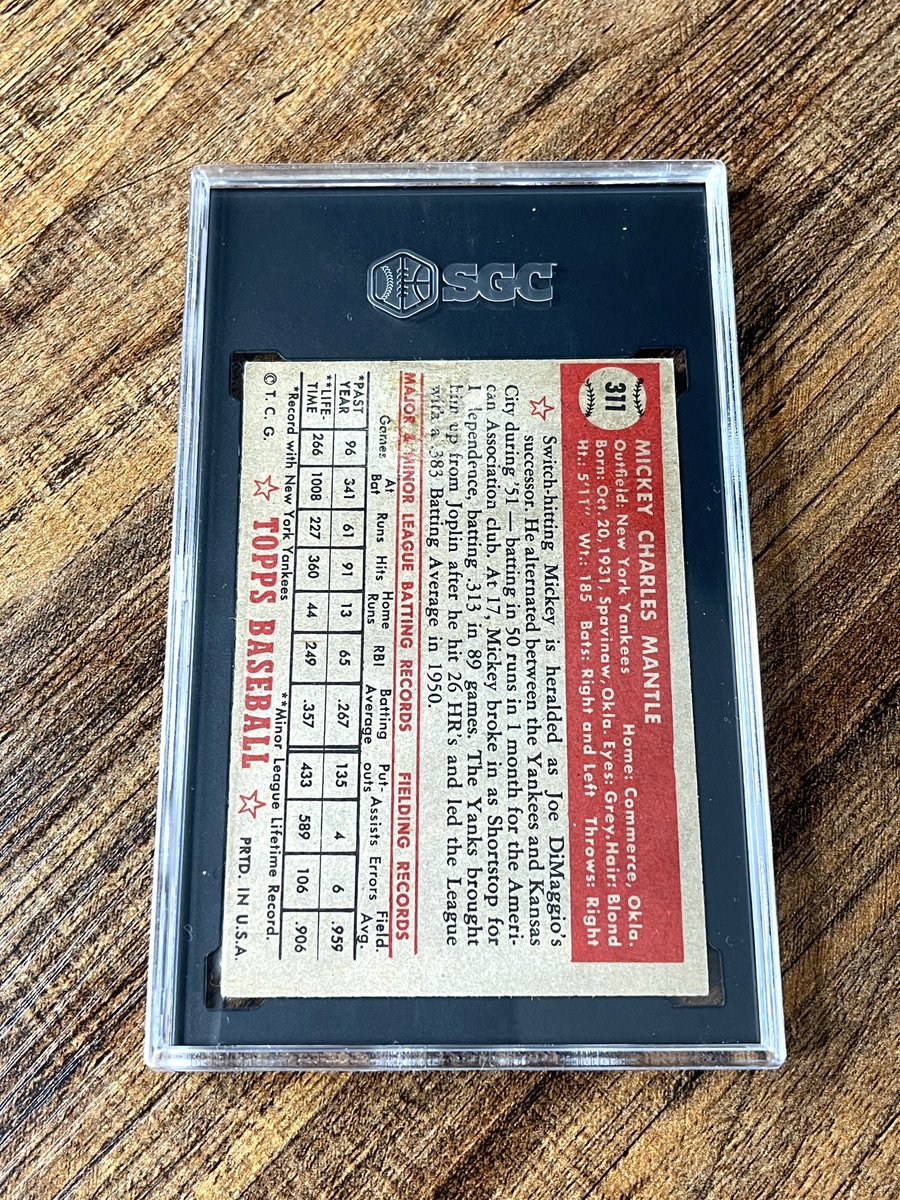 SGC
311
MICKEY CHARLES MANTLE
Outfield: New York Yankees Home: Commerce, Okla.
Born: Oct. 20, 1931, Spavinaw, Okla. Eyes: Grey. Hair: Blond
Ht.: 5'11" Wt.: 185 Bats: Right and Left Throws: Right
Switch-hitting Mickey is heralded as Joe DiMaggio's
successor. He alternated between the Yankees and Kansas
City during '51—batting in 50 runs in 1 month for the Ameri-
can Association club. At 17, Mickey broke in as Shortstop for
I dependence, batting .313 in 89 games. The Yanks brought
him up from Joplin after he hit 26 HR's and led the League
with a .383 Batting Average in 1950.
MAJOR & MINOR LEAGUE BATTING RECORDS FIELDING RECORDS
Games At Bat Runs Hits Home Runs RBI Batting Average Put-outs Assists Errors Field. Avg.
*PAST YEAR 96 341 61 91 13 65 .267 135 4 6 .959
**LIFE-TIME 266 1008 227 360 44 249 .357 433 589 106 .906
*Record with New York Yankees **Minor League Lifetime Record.
© T. C. G. TOPPS BASEBALL PRTD. IN U.S.A